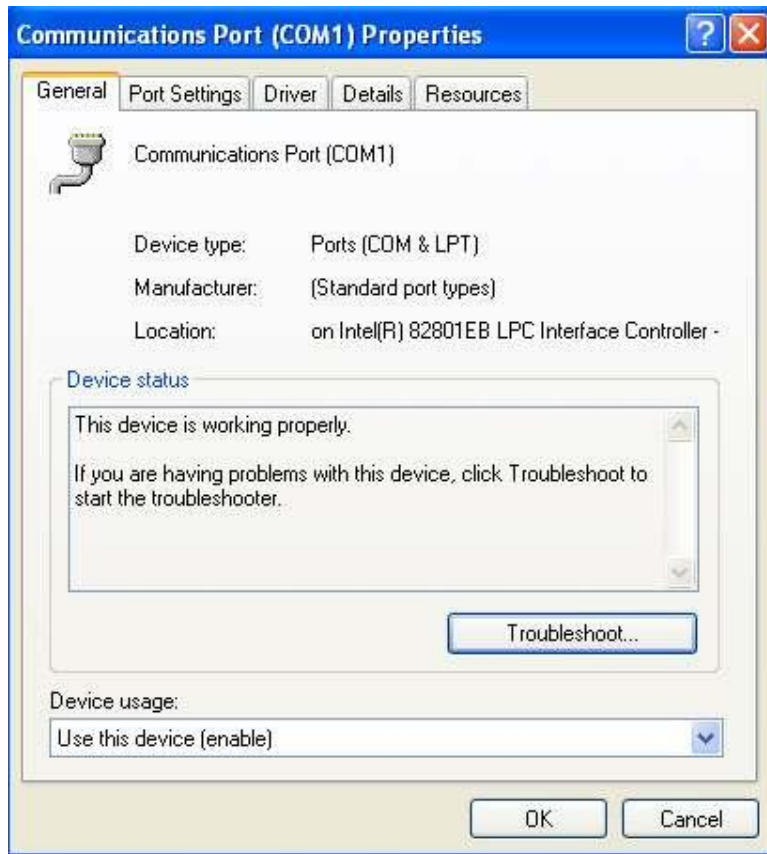 Communications Port (COM1) Properties
?
General Port Settings Driver Details Resources
Communications Port (COM1)
Device type: Ports (COM & LPT)
Manufacturer: (Standard port types)
Location: on Intel(R) 82801EB LPC Interface Controller -
Device status
This device is working properly.
If you are having problems with this device, click Troubleshoot to
start the troubleshooter.
Troubleshoot...
Device usage:
Use this device (enable)
OK Cancel